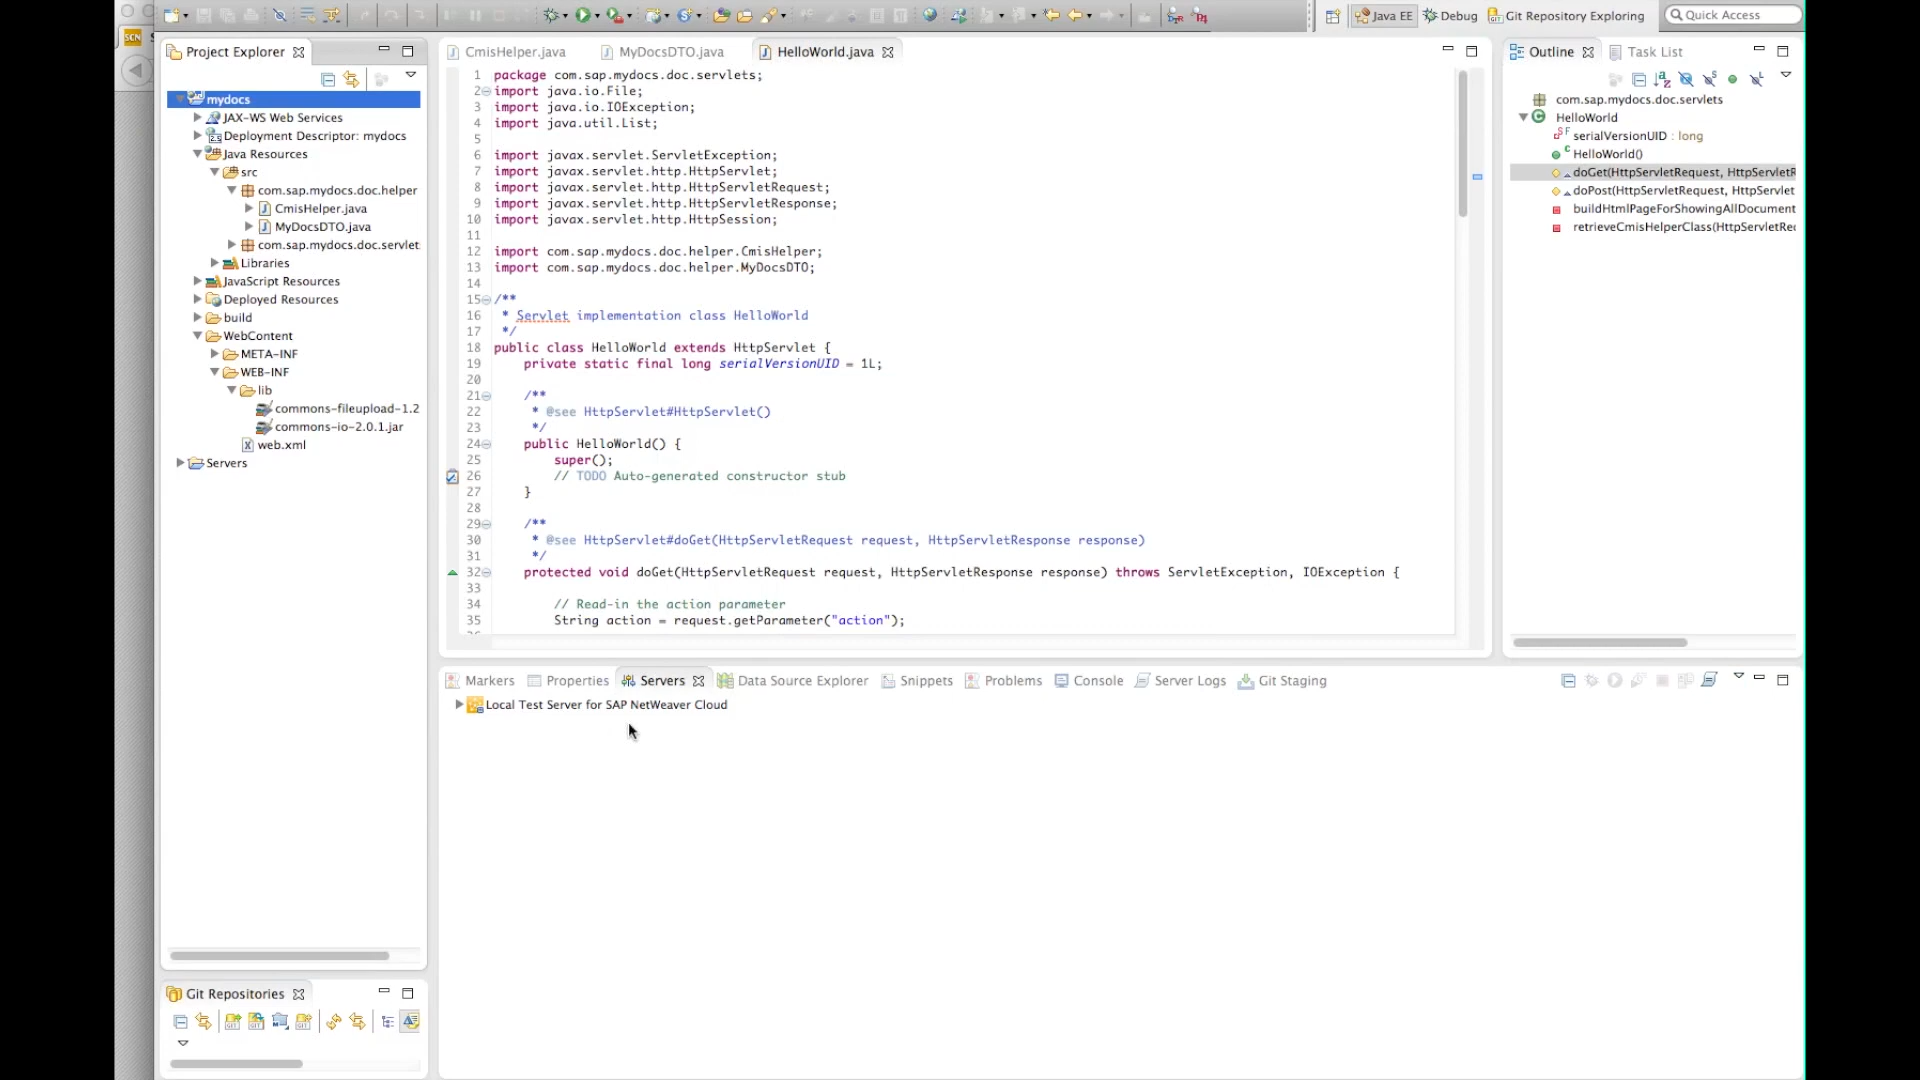 Java EE
Debug
Git Repository Exploring
Quick Access
SCN
Project Explorer
mydocs
JAX-WS Web Services
Deployment Descriptor: mydocs
Java Resources
src
com.sap.mydocs.doc.helper
CmisHelper.java
MyDocsDTO.java
com.sap.mydocs.doc.servlet
Libraries
JavaScript Resources
Deployed Resources
build
WebContent
META-INF
WEB-INF
lib
commons-fileupload-1.2
commons-io-2.0.1.jar
web.xml
Servers
Git Repositories
CmisHelper.java
MyDocsDTO.java
HelloWorld.java
1 package com.sap.mydocs.doc.servlets;
2 import java.io.File;
3 import java.io.IOException;
4 import java.util.List;
5
6 import javax.servlet.ServletException;
7 import javax.servlet.http.HttpServlet;
8 import javax.servlet.http.HttpServletRequest;
9 import javax.servlet.http.HttpServletResponse;
10 import javax.servlet.http.HttpSession;
11
12 import com.sap.mydocs.doc.helper.CmisHelper;
13 import com.sap.mydocs.doc.helper.MyDocsDTO;
14
15 /**
16 * Servlet implementation class HelloWorld
17 */
18 public class HelloWorld extends HttpServlet {
19 private static final long serialVersionUID = 1L;
20
21 /**
22 * @see HttpServlet#HttpServlet()
23 */
24 public HelloWorld() {
25 super();
26 // TODO Auto-generated constructor stub
27 }
28
29 /**
30 * @see HttpServlet#doGet(HttpServletRequest request, HttpServletResponse response)
31 */
32 protected void doGet(HttpServletRequest request, HttpServletResponse response) throws ServletException, IOException {
33
34 // Read-in the action parameter
35 String action = request.getParameter("action");
Outline
Task List
com.sap.mydocs.doc.servlets
HelloWorld
serialVersionUID : long
HelloWorld()
doGet(HttpServletRequest, HttpServletR
doPost(HttpServletRequest, HttpServlet
buildHtmlPageForShowingAllDocument
retrieveCmisHelperClass(HttpServletRec
Markers
Properties
Servers
Data Source Explorer
Snippets
Problems
Console
Server Logs
Git Staging
Local Test Server for SAP NetWeaver Cloud